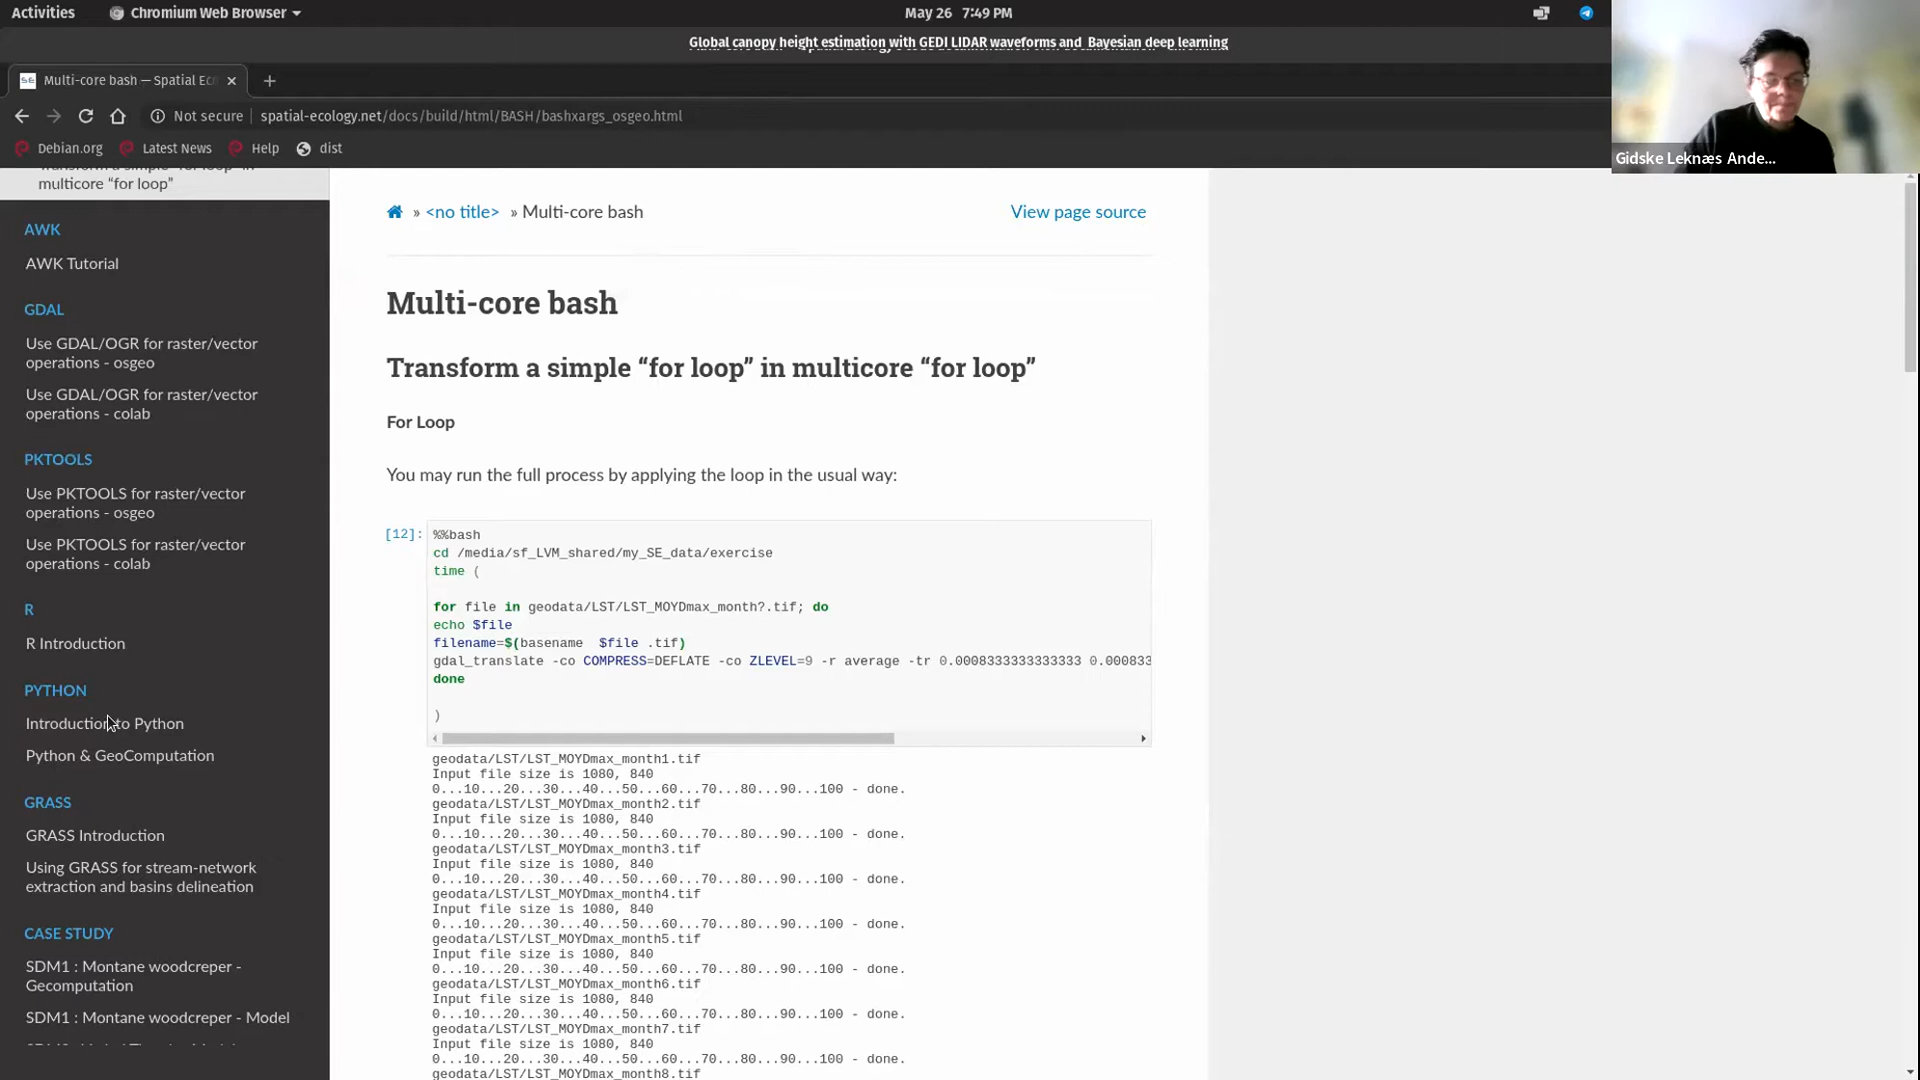 Activities
Chromium Web Browser
May 26 7:49 PM
Global canopy height estimation with GEDI LIDAR waveforms and Bayesian deep learning
Multi-core bash — Spatial Ec
Not secure
spatial-ecology.net/docs/build/html/BASH/bashxargs_osgeo.html
Debian.org
Latest News
Help
dist
Gidske Leknæs Ande...
Transform a simple “for loop” in
multicore “for loop”
AWK
AWK Tutorial
GDAL
Use GDAL/OGR for raster/vector
operations - osgeo
Use GDAL/OGR for raster/vector
operations - colab
PKTOOLS
Use PKTOOLS for raster/vector
operations - osgeo
Use PKTOOLS for raster/vector
operations - colab
R
R Introduction
PYTHON
Introduction to Python
Python & GeoComputation
GRASS
GRASS Introduction
Using GRASS for stream-network
extraction and basins delineation
CASE STUDY
SDM1 : Montane woodcreper -
Gecomputation
SDM1 : Montane woodcreper - Model
» <no title> » Multi-core bash
View page source
Multi-core bash
Transform a simple “for loop” in multicore “for loop”
For Loop
You may run the full process by applying the loop in the usual way:
[12]:
%%bash
cd /media/sf_LVM_shared/my_SE_data/exercise
time (
for file in geodata/LST/LST_MOYDmax_month?.tif; do
echo $file
filename=$(basename  $file .tif)
gdal_translate -co COMPRESS=DEFLATE -co ZLEVEL=9 -r average -tr 0.0008333333333333 0.000833
done
)
geodata/LST/LST_MOYDmax_month1.tif
Input file size is 1080, 840
0...10...20...30...40...50...60...70...80...90...100 - done.
geodata/LST/LST_MOYDmax_month2.tif
Input file size is 1080, 840
0...10...20...30...40...50...60...70...80...90...100 - done.
geodata/LST/LST_MOYDmax_month3.tif
Input file size is 1080, 840
0...10...20...30...40...50...60...70...80...90...100 - done.
geodata/LST/LST_MOYDmax_month4.tif
Input file size is 1080, 840
0...10...20...30...40...50...60...70...80...90...100 - done.
geodata/LST/LST_MOYDmax_month5.tif
Input file size is 1080, 840
0...10...20...30...40...50...60...70...80...90...100 - done.
geodata/LST/LST_MOYDmax_month6.tif
Input file size is 1080, 840
0...10...20...30...40...50...60...70...80...90...100 - done.
geodata/LST/LST_MOYDmax_month7.tif
Input file size is 1080, 840
0...10...20...30...40...50...60...70...80...90...100 - done.
geodata/LST/LST_MOYDmax_month8.tif